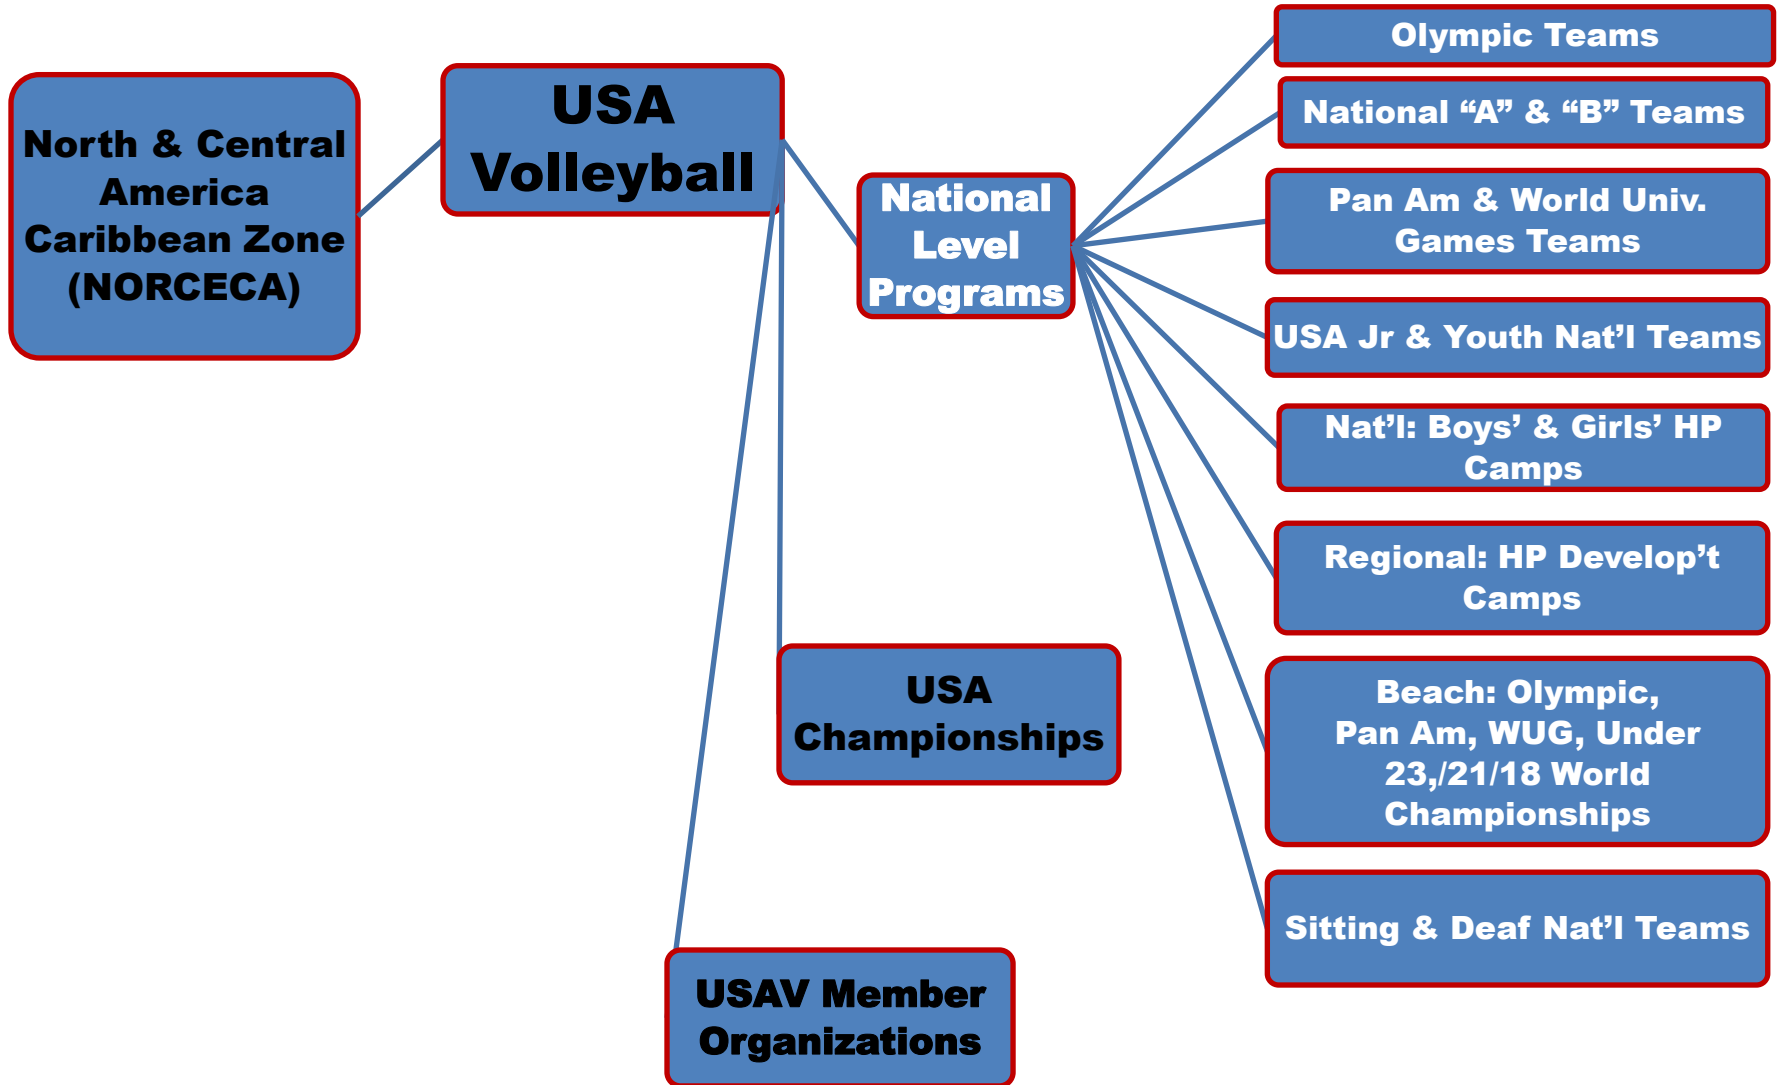 North & Central
America
Caribbean Zone
(NORCECA)
USA
Volleyball
National
Level
Programs
Olympic Teams
National “A” & “B” Teams
Pan Am & World Univ.
Games Teams
USA Jr & Youth Nat’l Teams
Nat’l: Boys’ & Girls’ HP
Camps
Regional: HP Develop’t
Camps
Beach: Olympic,
Pan Am, WUG, Under
23,/21/18 World
Championships
Sitting & Deaf Nat’l Teams
USA
Championships
USAV Member
Organizations